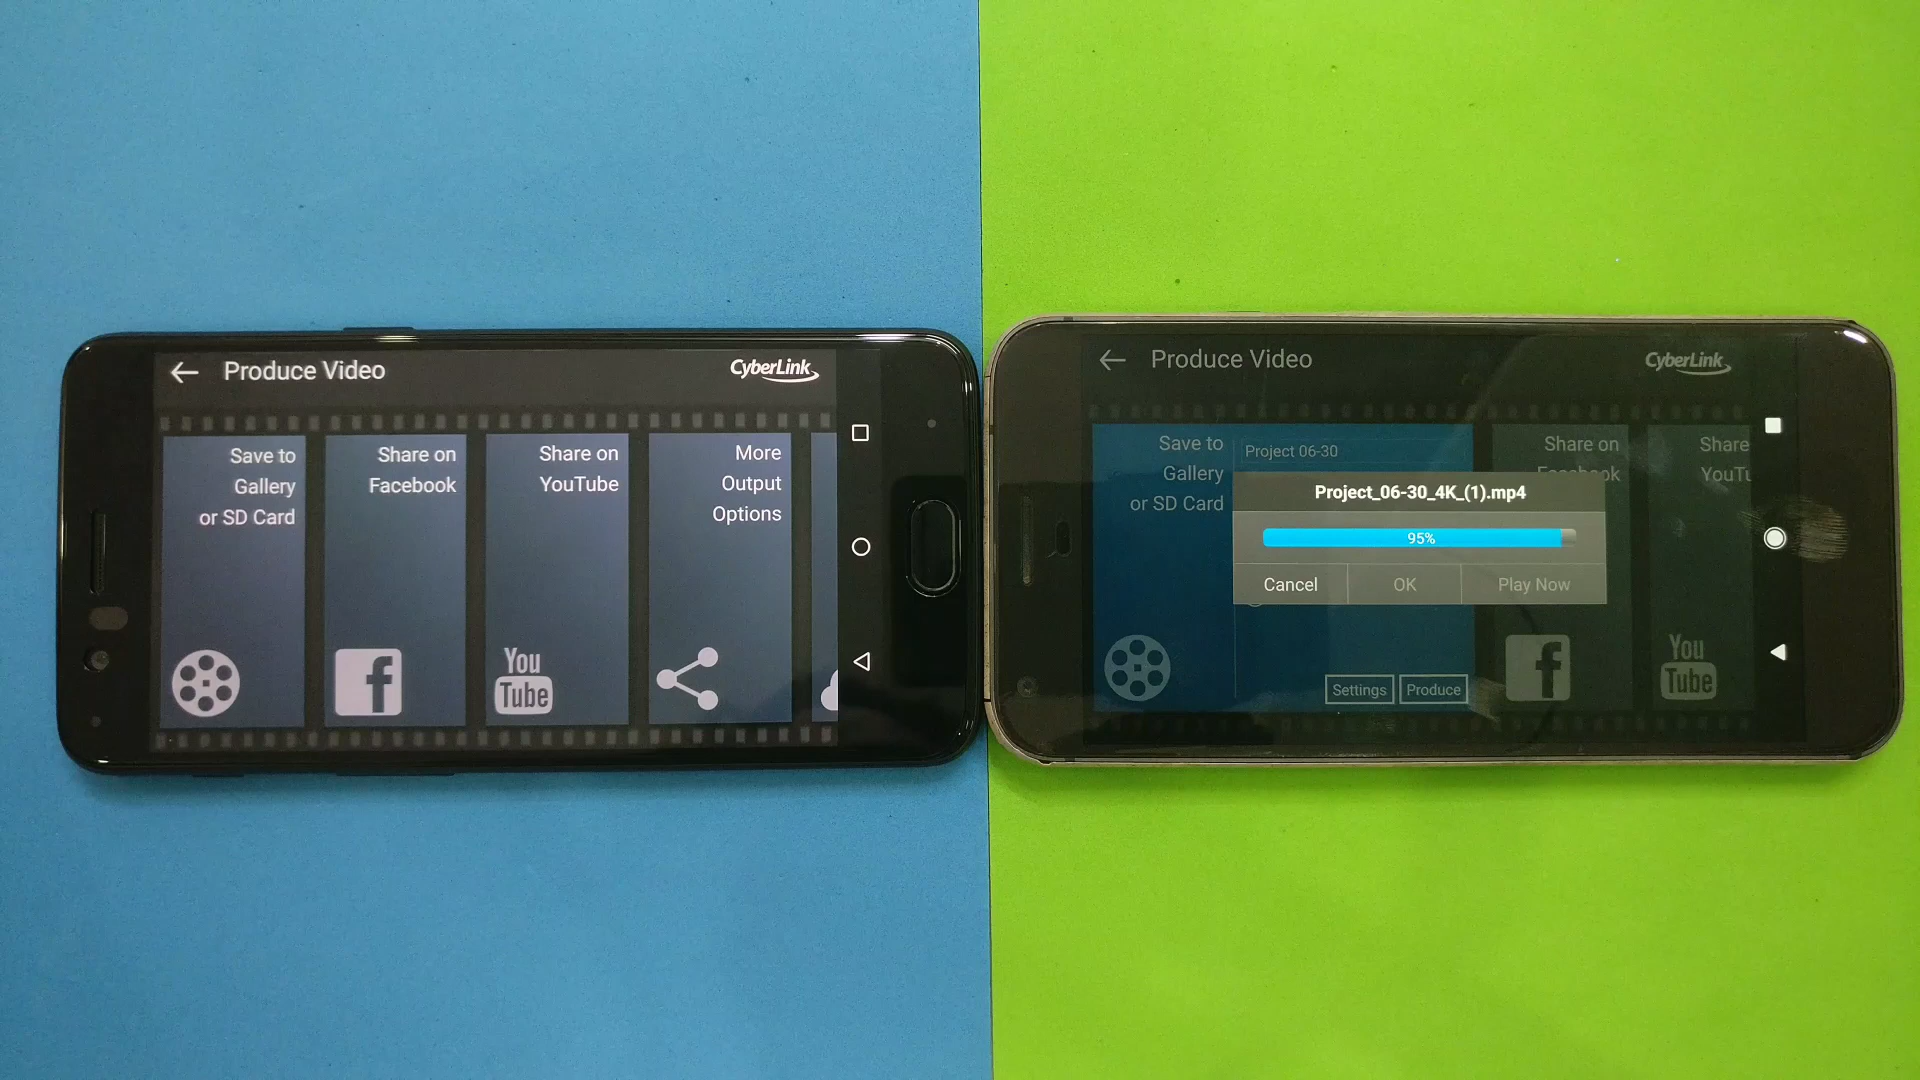 Produce Video
CyberLink
Save to
Gallery
or SD Card
Share on
Facebook
Share on
YouTube
More
Output
Options
You
Tube
Produce Video
CyberLink
Save to
Gallery
or SD Card
Project 06-30
Project_06-30_4K_(1).mp4
95%
Cancel
OK
Play Now
Settings
Produce
Share on
Share
You
Tube